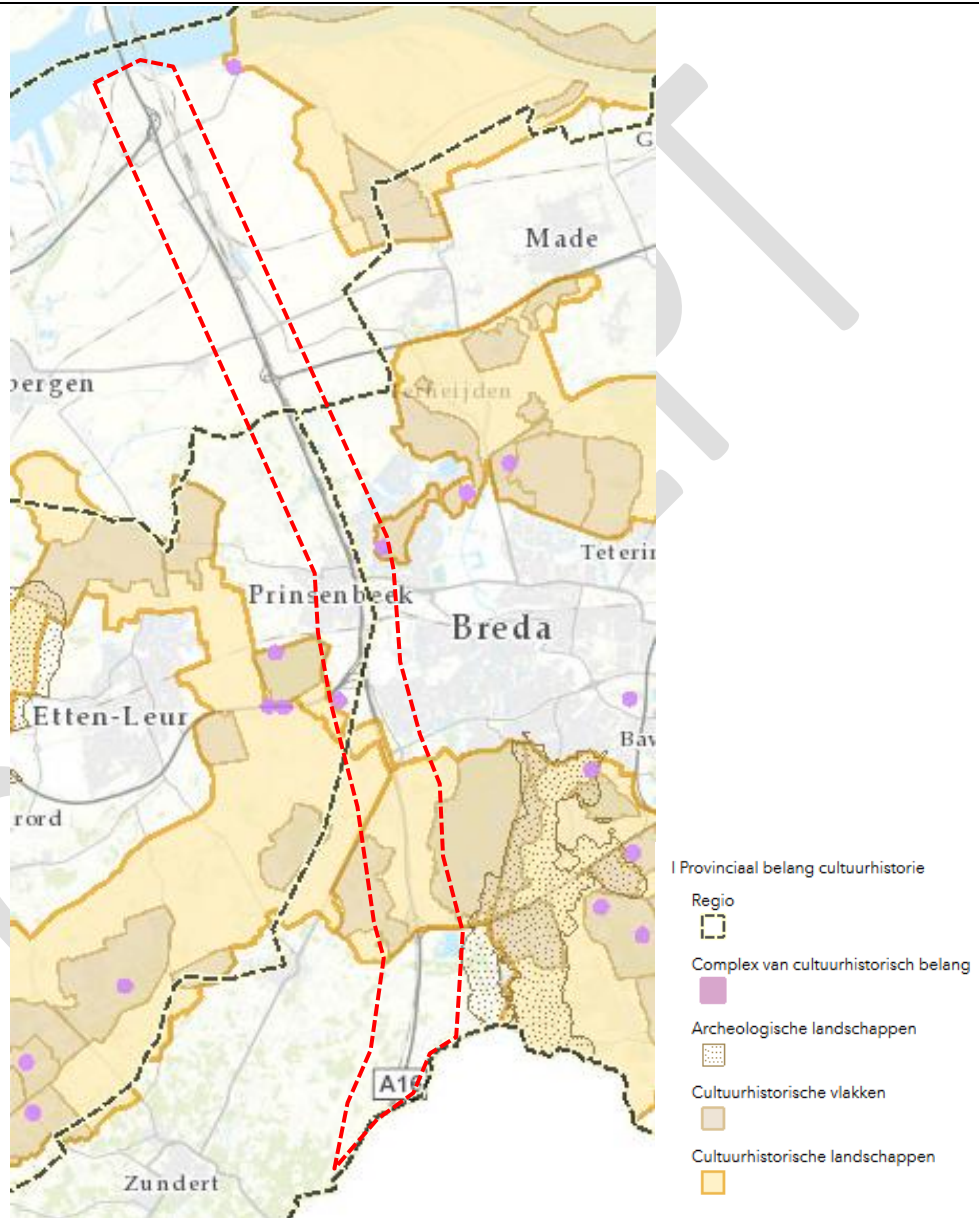 G
Made
bergen
Terheijden
Teterin
Prinsenbeek
Breda
Etten-Leur
Bav
rord
I Provinciaal belang cultuurhistorie
Regio
Complex van cultuurhistorisch belang
Archeologische landschappen
Cultuurhistorische vlakken
A16
Cultuurhistorische landschappen
Zundert